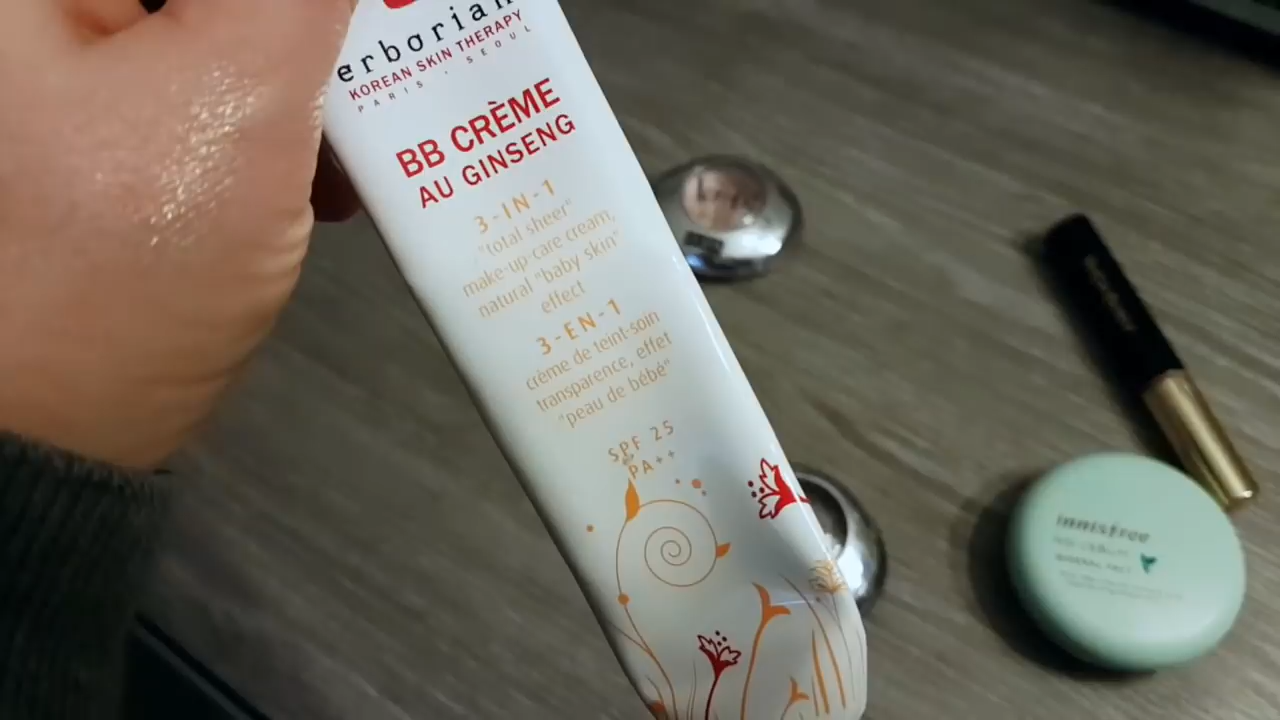 erborian
KOREAN SKIN THERAPY
PARIS · SEOUL
BB CRÈME
AU GINSENG
3-IN-1
"total sheer"
make-up-care cream,
natural "baby skin"
effect
3-EN-1
crème de teint-soin
transparence, effet
"peau de bébé"
SPF 25
PA++
innisfree